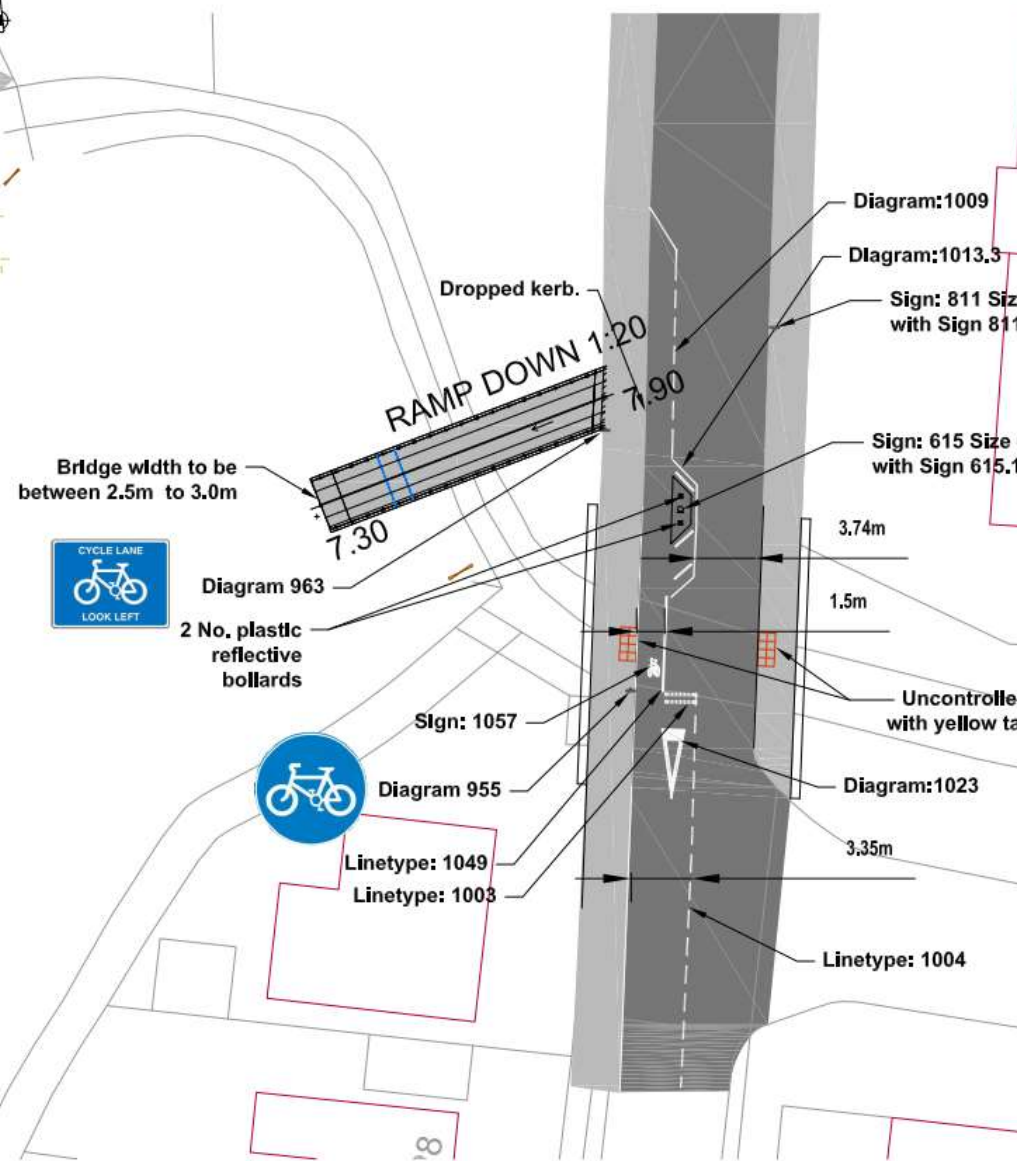 Diagram:1009
Diagram:1013.3
Dropped kerb.
Sign: 811 Siz
with Sign 811
RAMP DOWN 1:20
7.90
Sign: 615 Size
with Sign 615.1
Bridge width to be
between 2.5m to 3.0m
7.30
3.74m
CYCLE LANE
LOOK LEFT
Diagram 963
1.5m
2 No. plastic
reflective
bollards
Uncontrolle
with yellow ta
Sign: 1057
Diagram 955
Diagram:1023
Linetype: 1049
3.35m
Linetype: 1003
Linetype: 1004
98